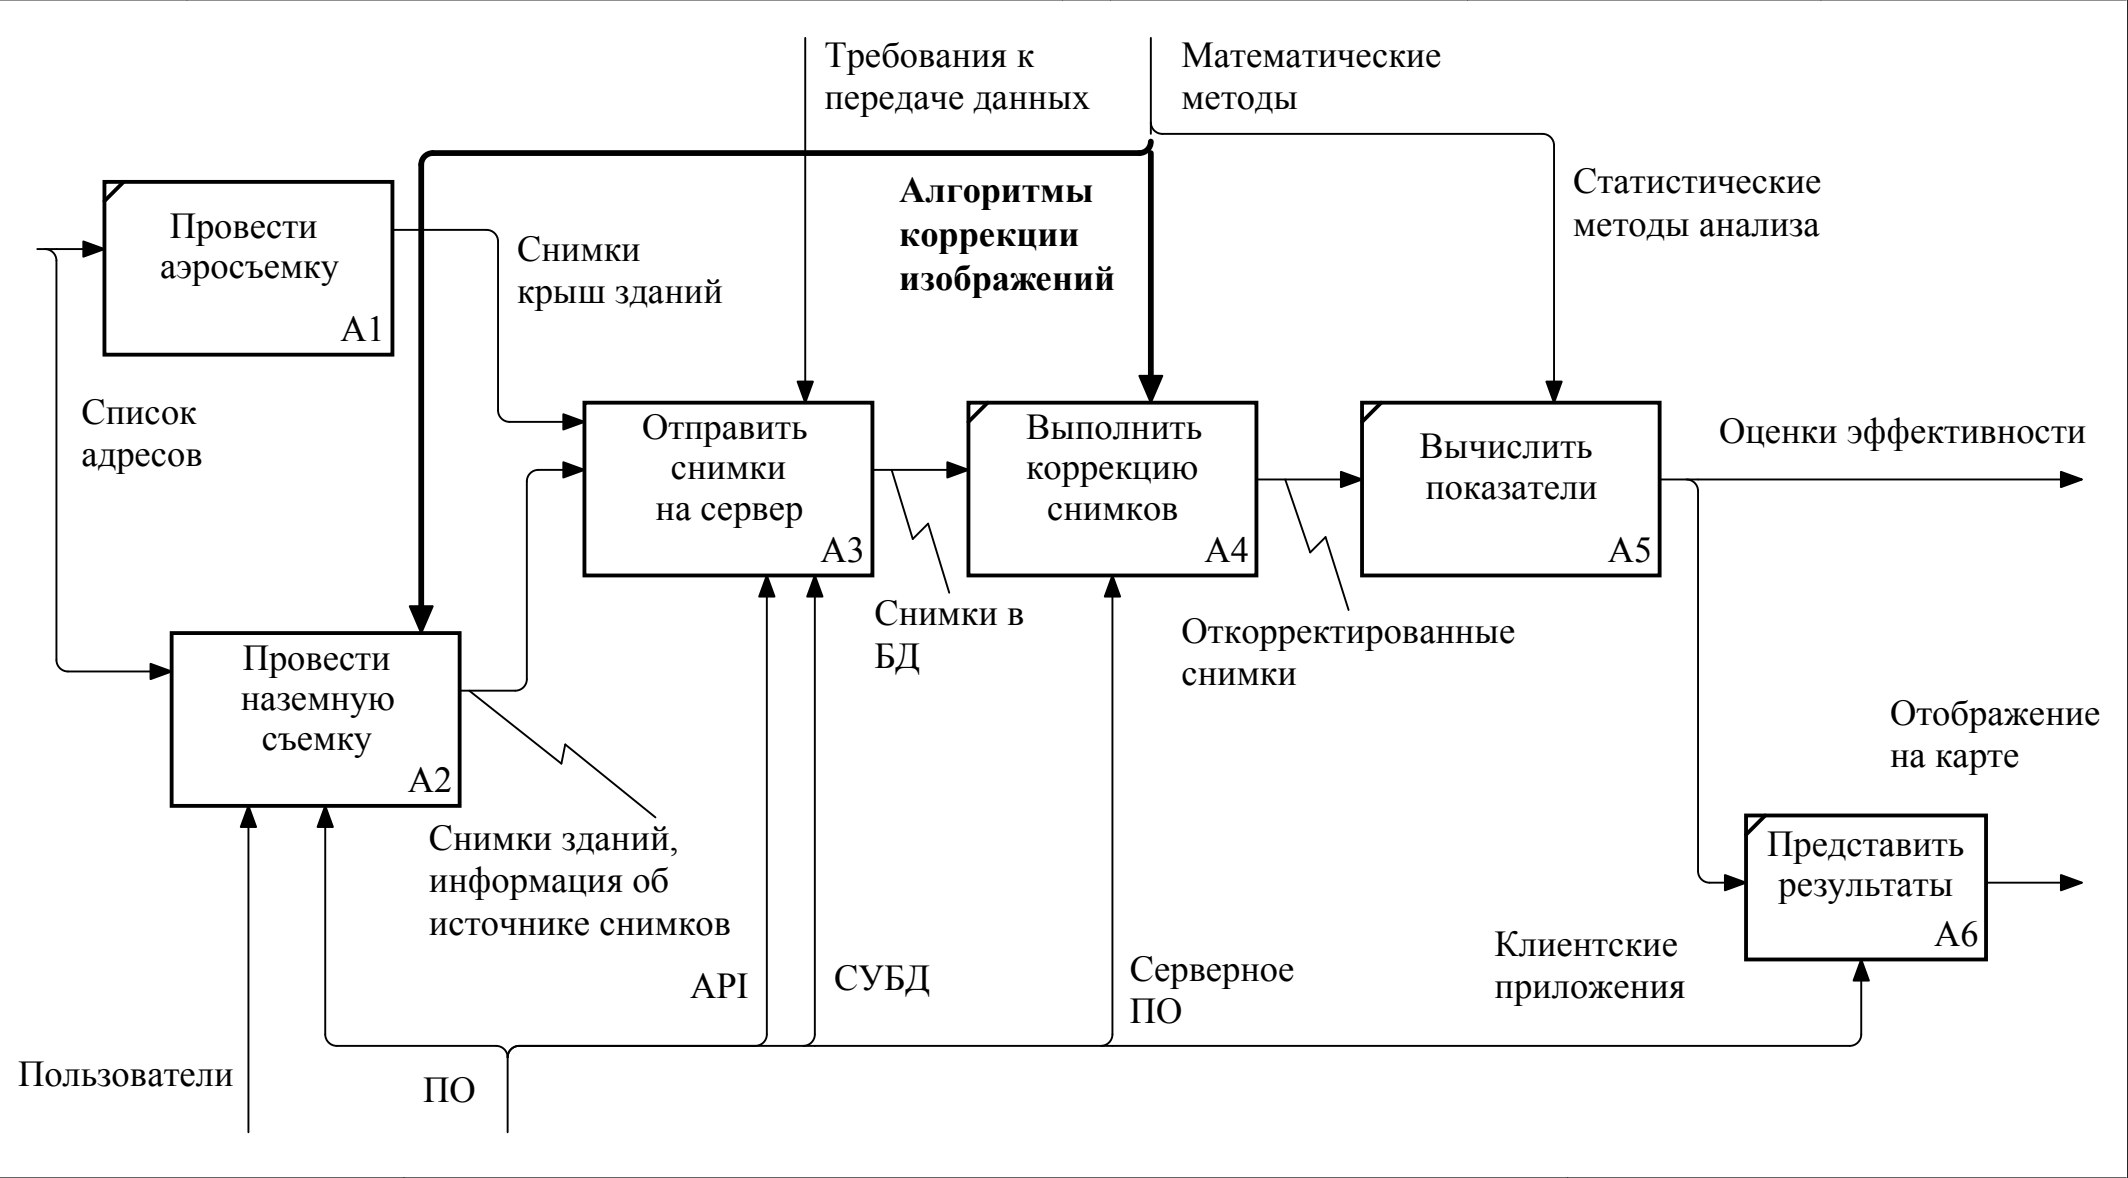 Требования к
передаче данных
Математические
методы
Алгоритмы
коррекции
изображений
Статистические
методы анализа
Провести
аэросъемку
A1
Снимки
крыш зданий
Список
адресов
Отправить
снимки
на сервер
A3
Выполнить
коррекцию
снимков
A4
Вычислить
показатели
A5
Оценки эффективности
Снимки в
БД
Откорректированные
снимки
Провести
наземную
съемку
A2
Отображение
на карте
Снимки зданий,
информация об
источнике снимков
Представить
результаты
A6
API
СУБД
Серверное
ПО
Клиентские
приложения
Пользователи
ПО